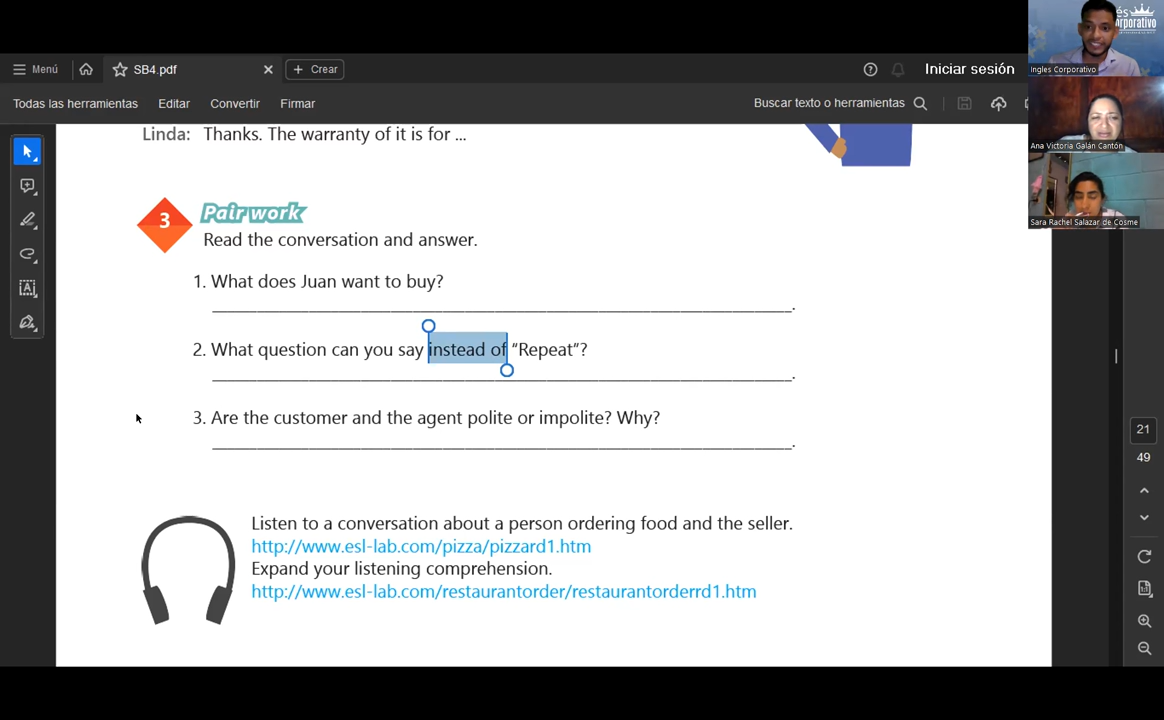 Menú
SB4.pdf
Crear
Iniciar sesión
Todas las herramientas
Editar
Convertir
Firmar
Buscar texto o herramientas
Linda: Thanks. The warranty of it is for ...
3
Pair work
Read the conversation and answer.
1. What does Juan want to buy?
2. What question can you say instead of “Repeat”?
3. Are the customer and the agent polite or impolite? Why?
Listen to a conversation about a person ordering food and the seller.
http://www.esl-lab.com/pizza/pizzard1.htm
Expand your listening comprehension.
http://www.esl-lab.com/restaurantorder/restaurantorderrd1.htm
21
49
Ingles Corporativo
Ana Victoria Galán Cantón
Sara Rachel Salazar de Cosme